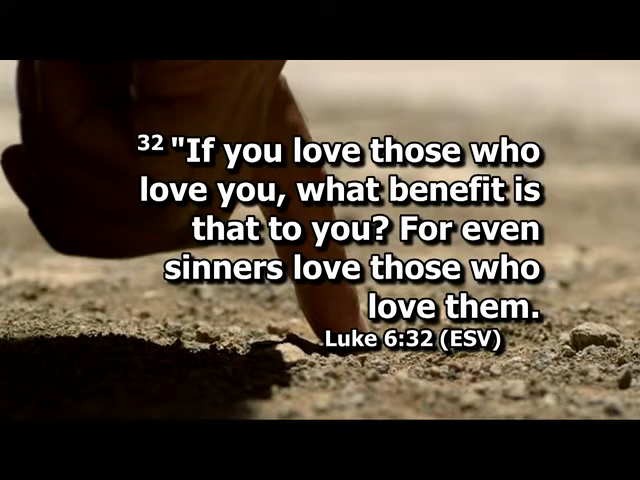 32 "If you love those who
love you, what benefit is
that to you? For even
sinners love those who
love them.
Luke 6:32 (ESV)